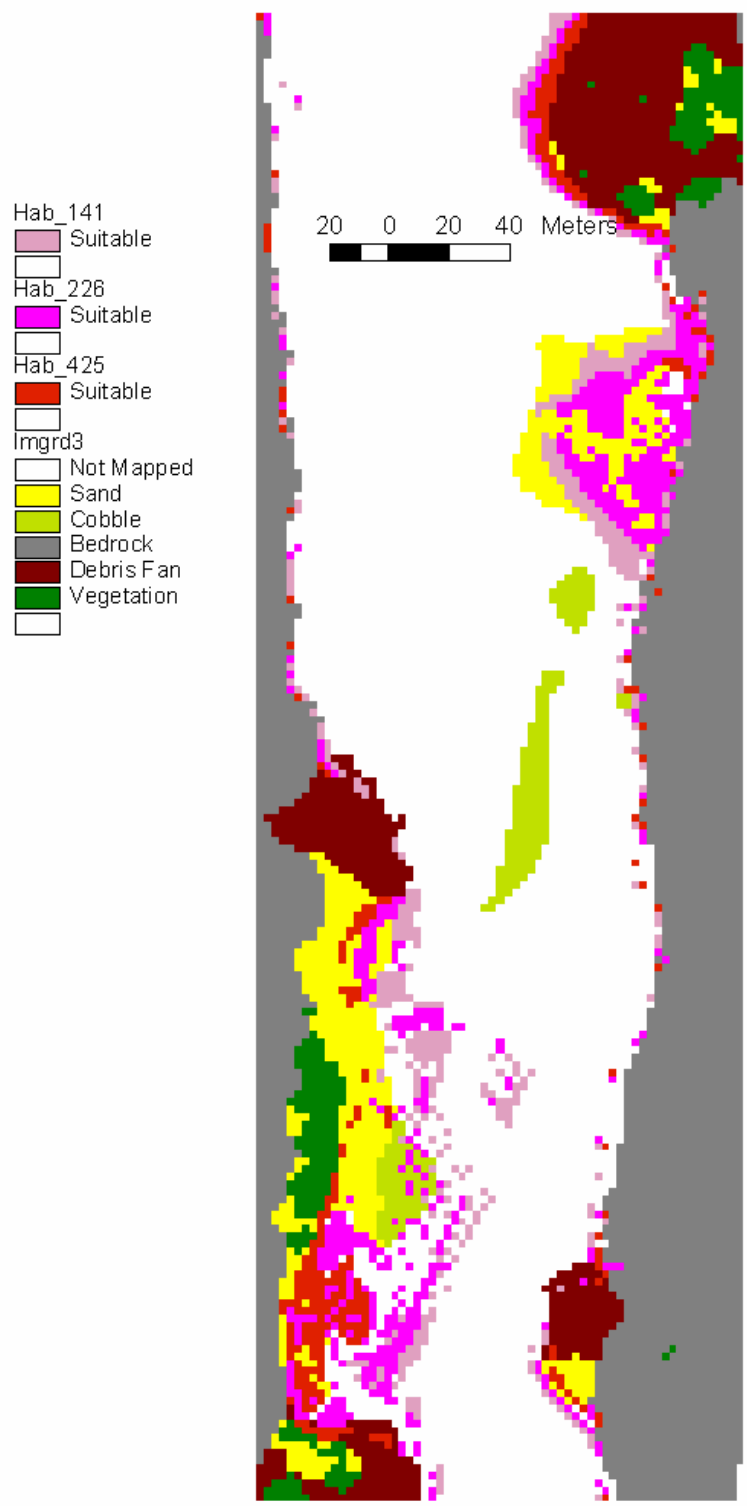 Hab_141
Suitable
Hab_226
Suitable
Hab_425
Suitable
Imgrd3
Not Mapped
Sand
Cobble
Bedrock
Debris Fan
Vegetation
20 0 20 40 Meters